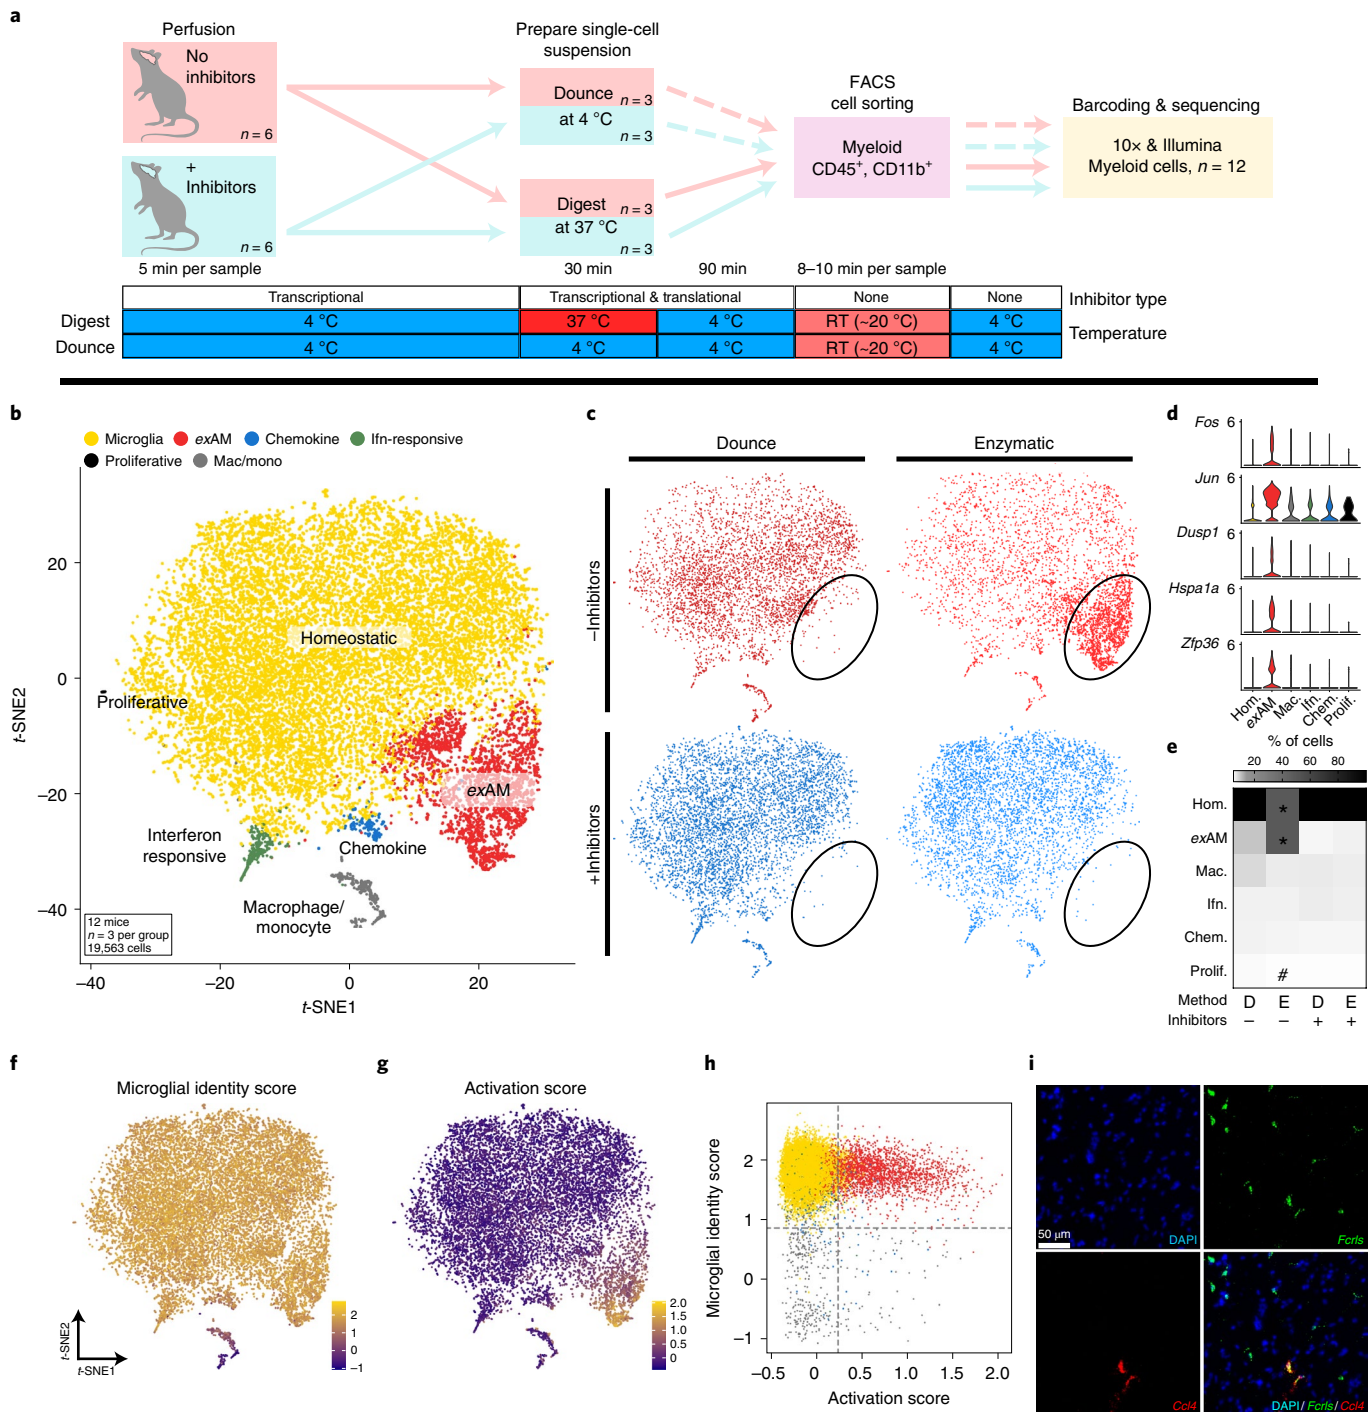 a
Perfusion
No
inhibitors
n = 6
+
Inhibitors
n = 6
Prepare single-cell
suspension
Dounce
n = 3
at 4 °C
n = 3
Digest
n = 3
at 37 °C
n = 3
FACS
cell sorting
Myeloid
CD45⁺, CD11b⁺
Barcoding & sequencing
10× & Illumina
Myeloid cells, n = 12
5 min per sample 30 min 90 min 8–10 min per sample
Transcriptional Transcriptional & translational None None Inhibitor type
Digest 4 °C 37 °C 4 °C RT (~20 °C) 4 °C
Temperature
Dounce 4 °C 4 °C 4 °C RT (~20 °C) 4 °C
b
Microglia exAM Chemokine Ifn-responsive
Proliferative Mac/mono
20
0
−20
−40
t-SNE2
Homeostatic
Proliferative
exAM
Interferon
responsive
Chemokine
Macrophage/
monocyte
12 mice
n = 3 per group
19,563 cells
−40 −20 0 20
t-SNE1
c
Dounce Enzymatic
−Inhibitors
+Inhibitors
d
Fos 6
Jun 6
Dusp1 6
Hspa1a 6
Zfp36 6
Hom. exAM Mac. Ifn. Chem. Prolif.
e
% of cells
20 40 60 80
Hom. *
exAM *
Mac.
Ifn.
Chem.
Prolif. #
Method D E D E
Inhibitors − − + +
f
Microglial identity score
2
1
0
−1
t-SNE2
t-SNE1
g
Activation score
2.0
1.5
1.0
0.5
0
h
Microglial identity score
2
1
0
−1
−0.5 0 0.5 1.0 1.5 2.0
Activation score
i
50 µm
DAPI
Fcrls
Ccl4
DAPI/Fcrls/Ccl4